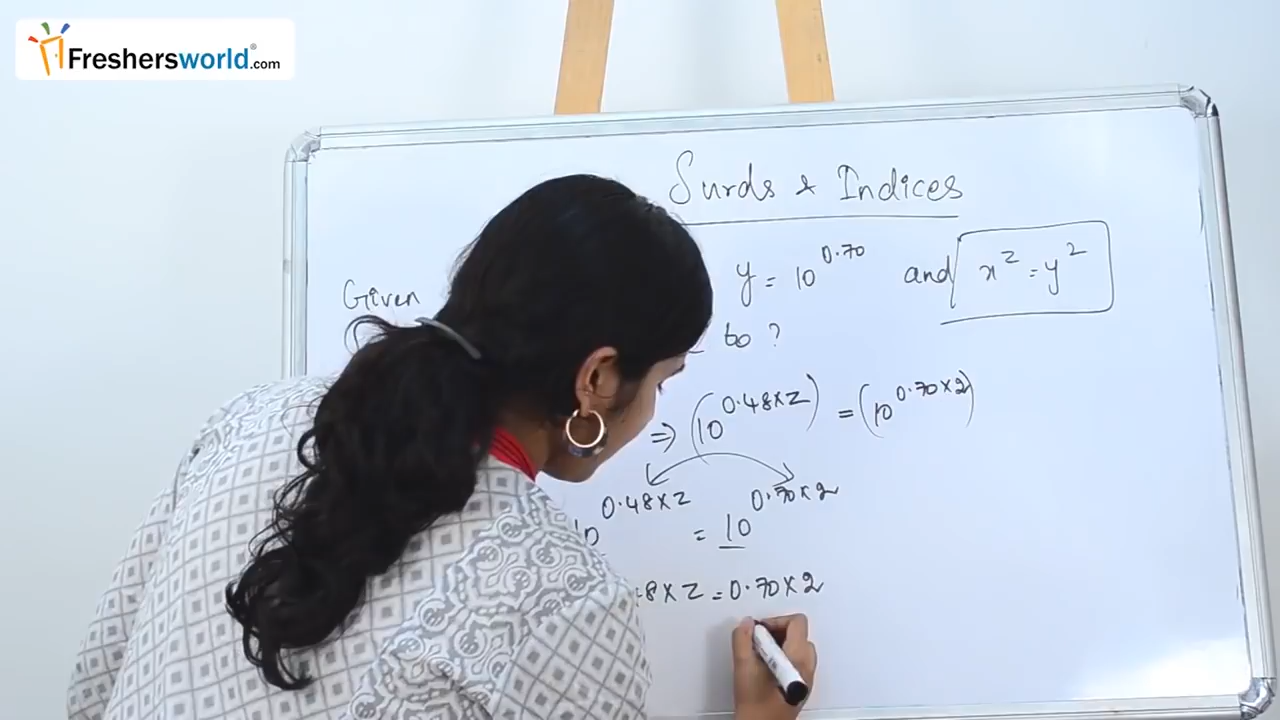 Freshersworld.com
Surds & Indices
Given y = 10^0.70 and x^z = y^2
to ?
⇒ (10^0.48×z) = (10^0.70×2)
10^0.48×z = 10^0.70×2
8×z = 0.70×2